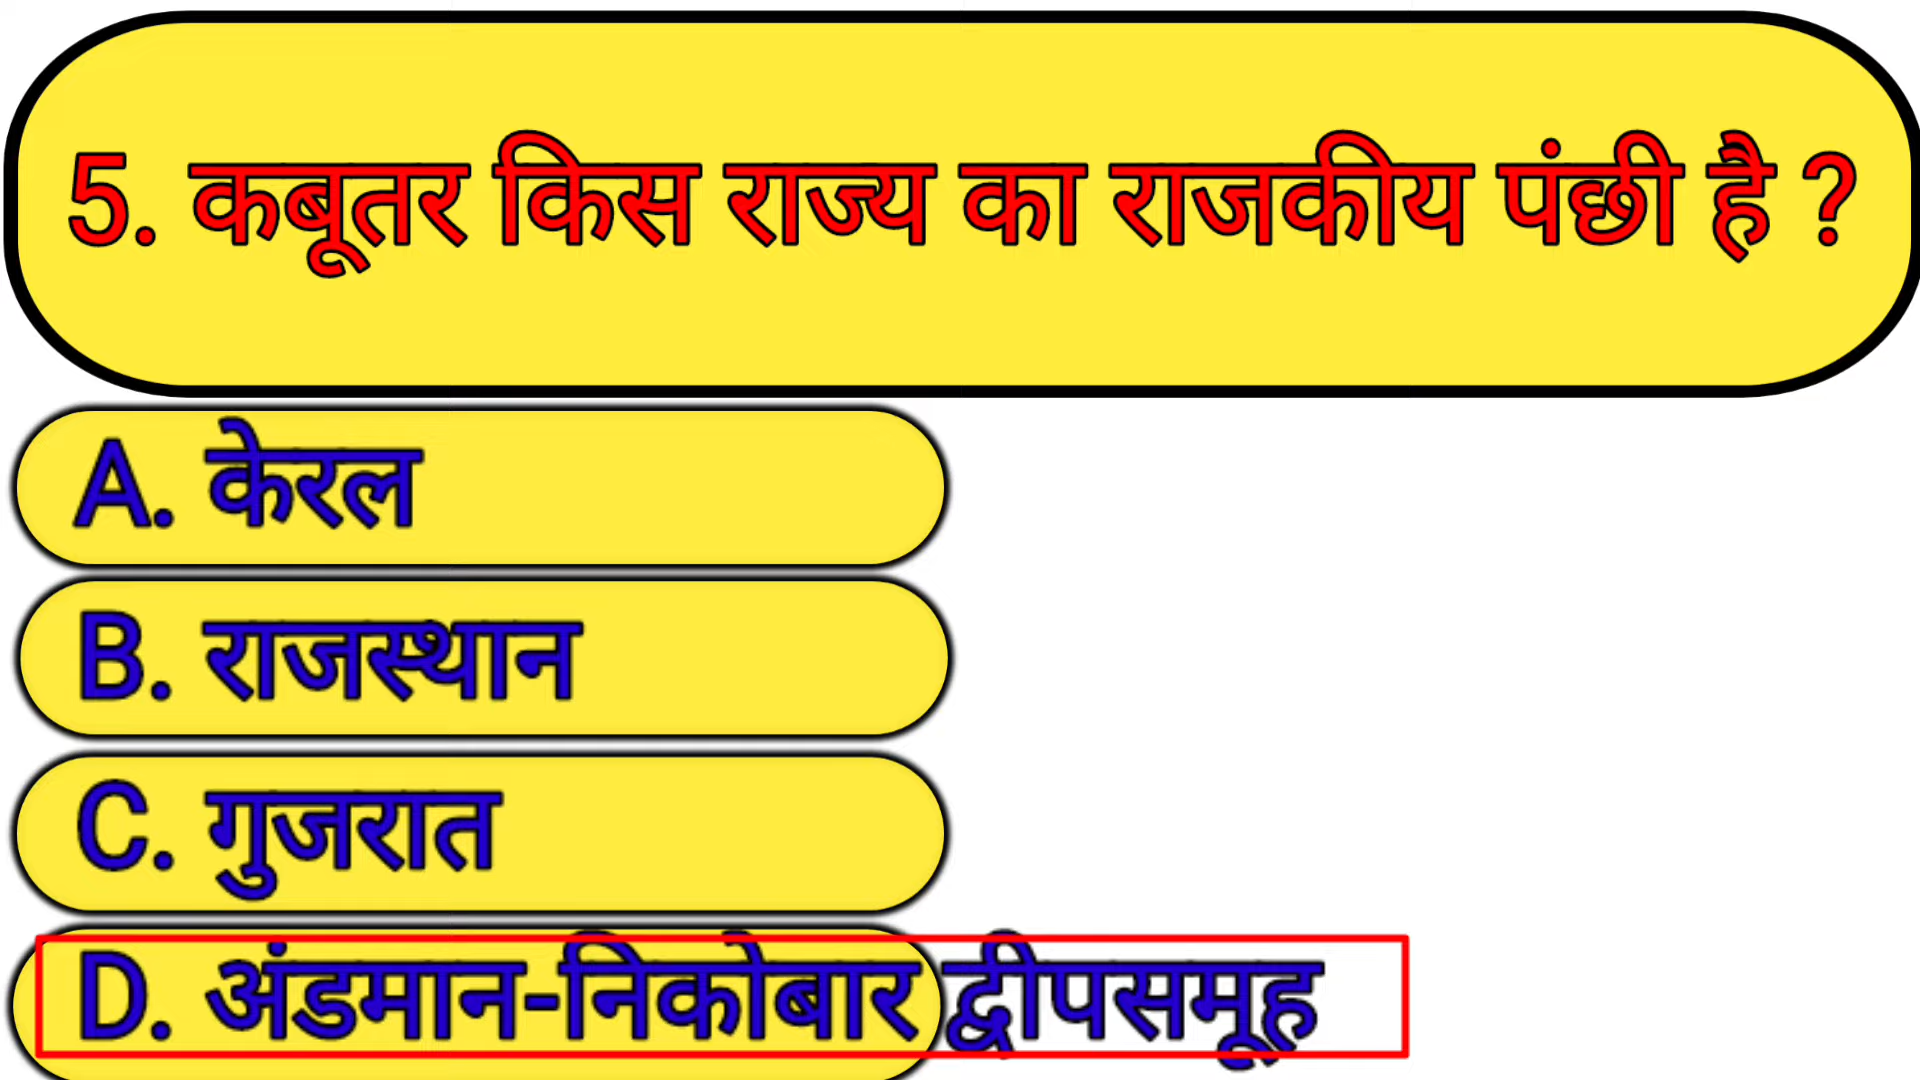 5. कबूतर किस राज्य का राजकीय पंछी है ?
A. केरल
B. राजस्थान
C. गुजरात
D. अंडमान-निकोबार द्वीपसमूह